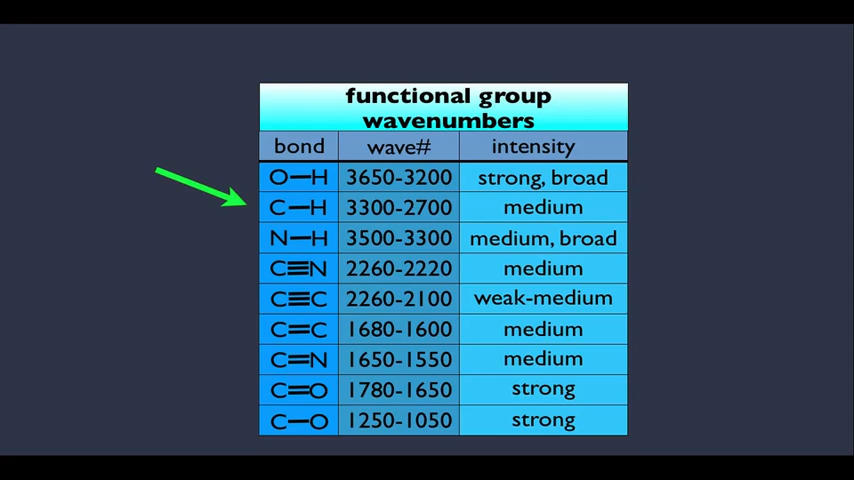 functional group
wavenumbers
bond wave# intensity
O—H 3650-3200 strong, broad
C—H 3300-2700 medium
N—H 3500-3300 medium, broad
C≡N 2260-2220 medium
C≡C 2260-2100 weak-medium
C=C 1680-1600 medium
C=N 1650-1550 medium
C=O 1780-1650 strong
C—O 1250-1050 strong